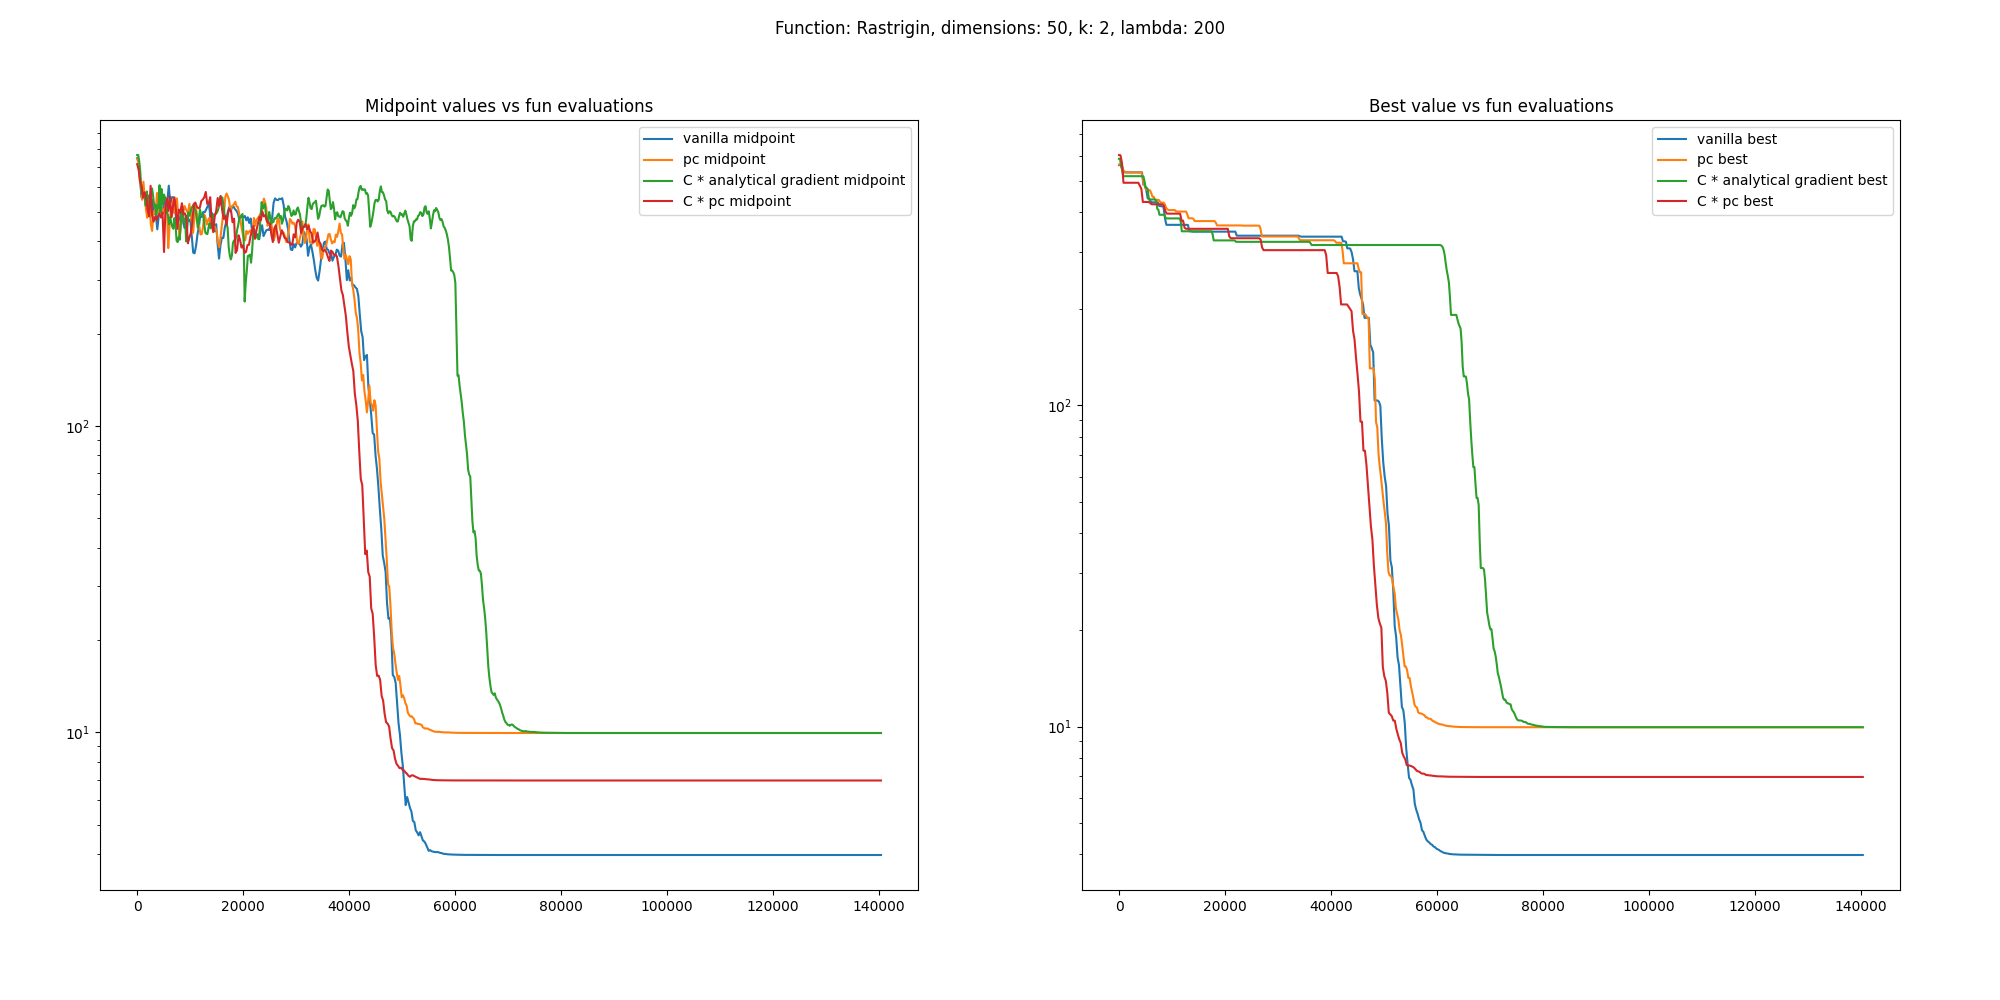 Function: Rastrigin, dimensions: 50, k: 2, lambda: 200
Midpoint values vs fun evaluations
vanilla midpoint
pc midpoint
C * analytical gradient midpoint
C * pc midpoint
10²
10¹
0 20000 40000 60000 80000 100000 120000 140000
Best value vs fun evaluations
vanilla best
pc best
C * analytical gradient best
C * pc best
10²
10¹
0 20000 40000 60000 80000 100000 120000 140000